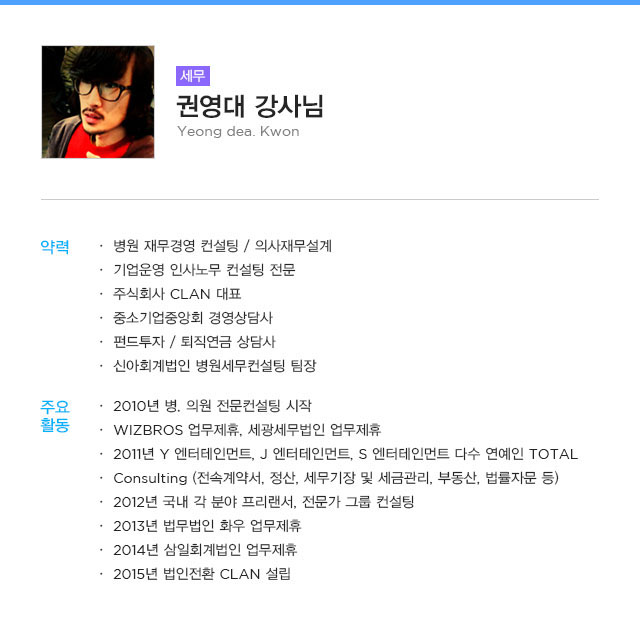 세무
권영대 강사님
Yeong dea. Kwon
약력
· 병원 재무경영 컨설팅 / 의사재무설계
· 기업운영 인사노무 컨설팅 전문
· 주식회사 CLAN 대표
· 중소기업중앙회 경영상담사
· 펀드투자 / 퇴직연금 상담사
· 신아회계법인 병원세무컨설팅 팀장
주요
활동
· 2010년 병, 의원 전문컨설팅 시작
· WIZBROS 업무제휴, 세광세무법인 업무제휴
· 2011년 Y 엔터테인먼트, J 엔터테인먼트, S 엔터테인먼트 다수 연예인 TOTAL
· Consulting (전속계약서, 정산, 세무기장 및 세금관리, 부동산, 법률자문 등)
· 2012년 국내 각 분야 프리랜서, 전문가 그룹 컨설팅
· 2013년 법무법인 화우 업무제휴
· 2014년 삼일회계법인 업무제휴
· 2015년 법인전환 CLAN 설립